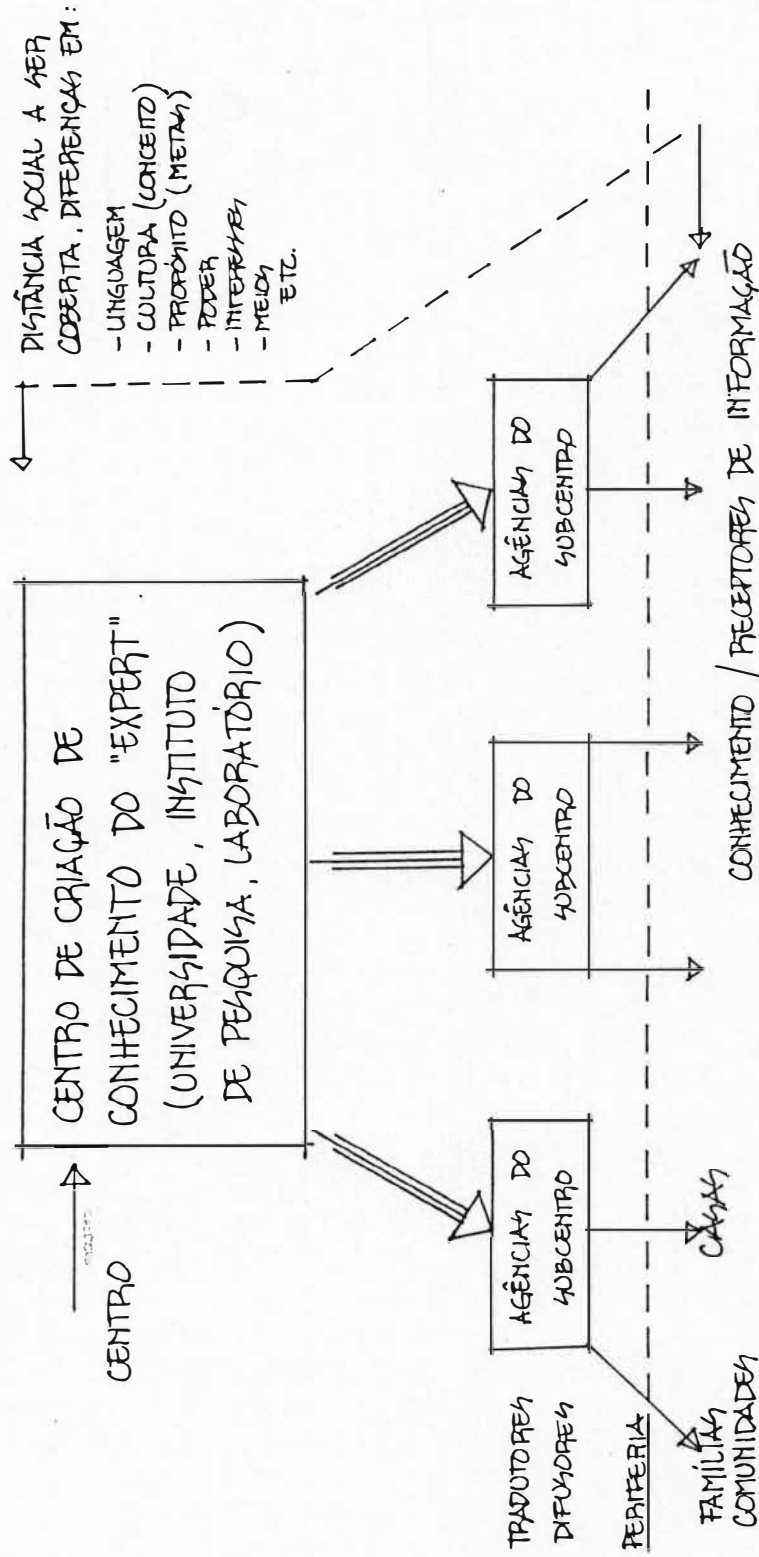 CENTRO
CENTRO DE CRIAÇÃO DE
CONHECIMENTO DO "EXPERT"
(UNIVERSIDADE, INSTITUTO
DE PESQUISA, LABORATÓRIO)
DISTÂNCIA SOCIAL A SER
COBERTA, DIFERENÇAS EM:
- LINGUAGEM
- CULTURA (CONCEITO)
- PROPÓSITO (METAS)
- PODER
- INTERESSES
- MEIOS
ETC.
TRADUTORES
DIFUSORES
AGÊNCIAS DO
SUBCENTRO
AGÊNCIAS DO
SUBCENTRO
AGÊNCIAS DO
SUBCENTRO
PERIFERIA
FAMÍLIAS
COMUNIDADES
CASAS
CONHECIMENTO / RECEPTORES DE INFORMAÇÃO